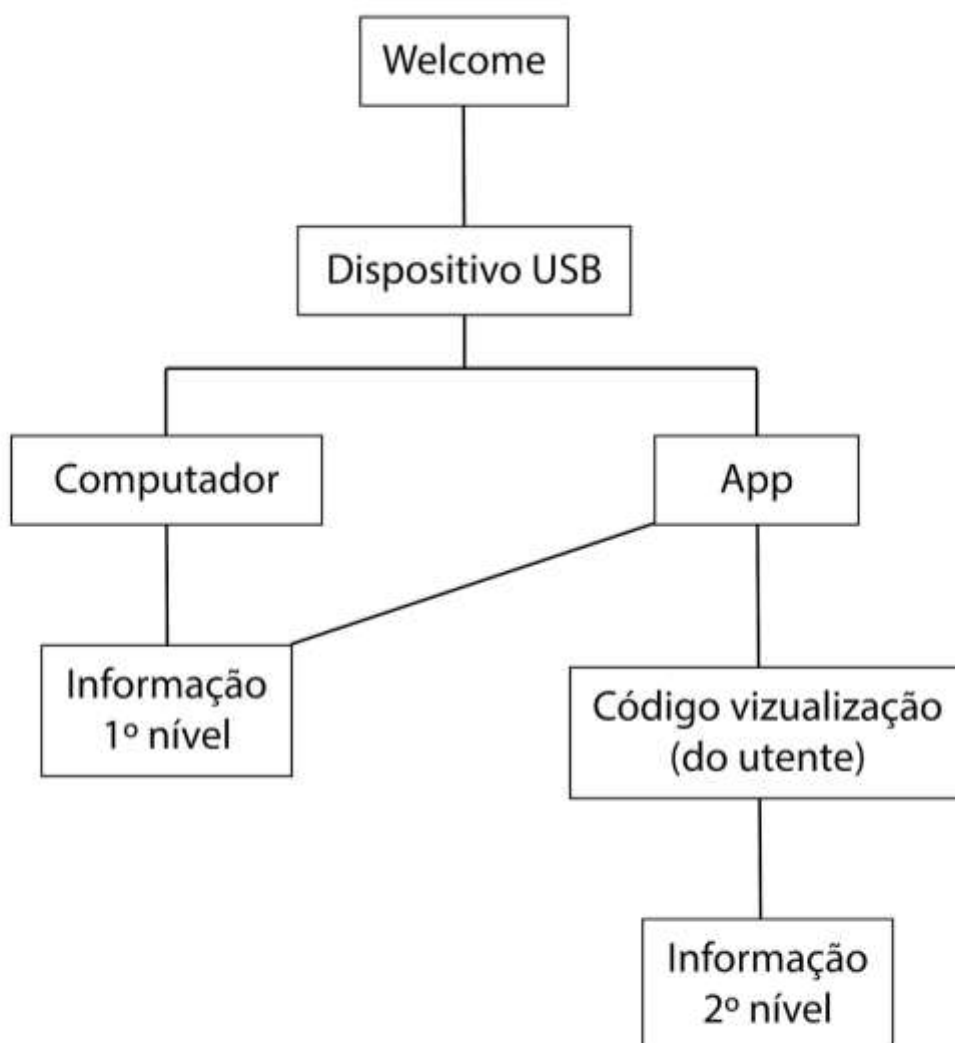 Welcome
Dispositivo USB
Computador
App
Informação
1º nível
Código vizualização
(do utente)
Informação
2º nível